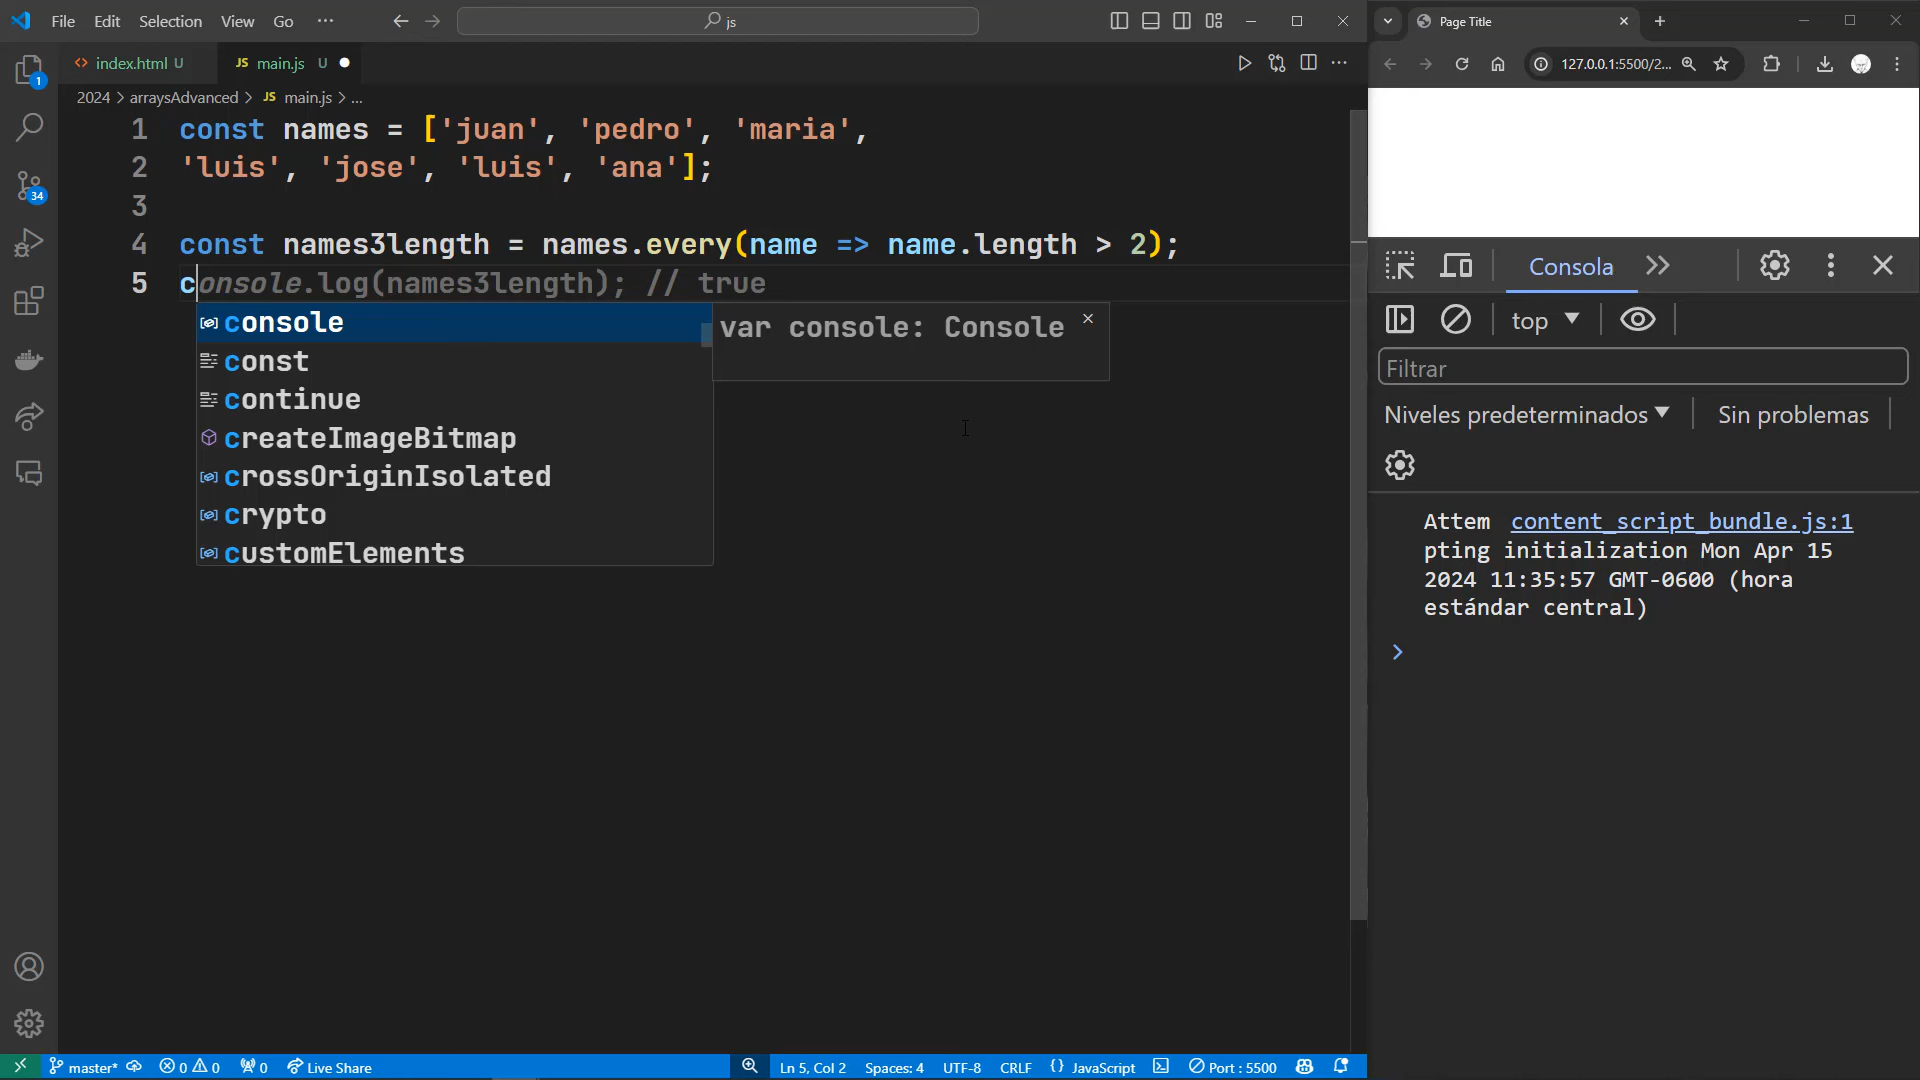 File Edit Selection View Go ···
js
index.html U
JS main.js U
2024 > arraysAdvanced > JS main.js > ...
1 const names = ['juan', 'pedro', 'maria',
2 'luis', 'jose', 'luis', 'ana'];
3
4 const names3length = names.every(name => name.length > 2);
5 console.log(names3length); // true
console
var console: Console
const
continue
createImageBitmap
crossOriginIsolated
crypto
customElements
1
34
master* 0 0 0 Live Share
Ln 5, Col 2 Spaces: 4 UTF-8 CRLF {} JavaScript Port : 5500
Page Title
127.0.0.1:5500/2...
Consola
top
Filtrar
Niveles predeterminados Sin problemas
Attem content_script_bundle.js:1
pting initialization Mon Apr 15
2024 11:35:57 GMT-0600 (hora
estándar central)